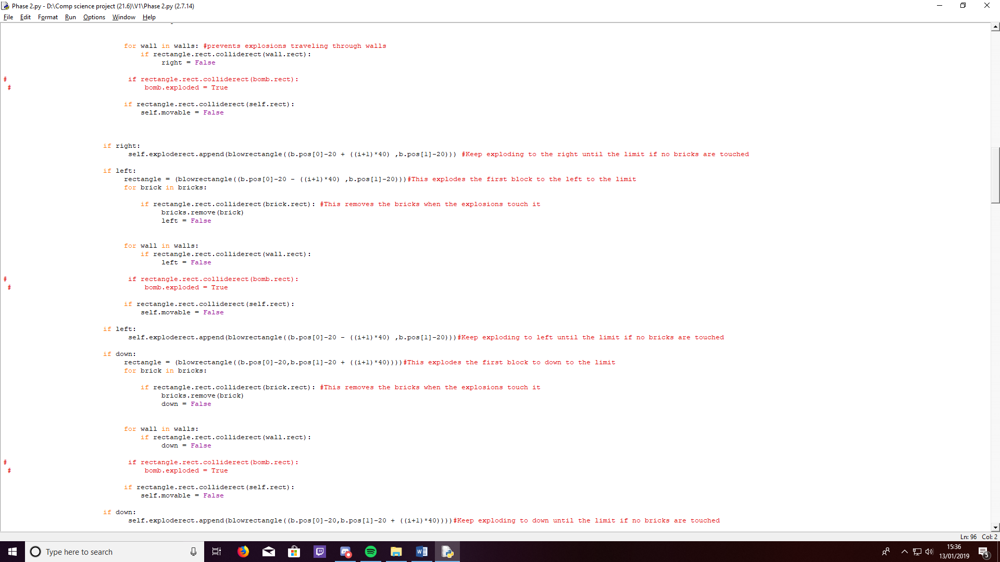 Phase 2.py - D:\Comp science project (21.6)\V1\Phase 2.py (2.7.14)
File Edit Format Run Options Window Help
for wall in walls: #prevents explosions traveling through walls
if rectangle.rect.colliderect(wall.rect):
right = False
# if rectangle.rect.colliderect(bomb.rect):
# bomb.exploded = True
if rectangle.rect.colliderect(self.rect):
self.movable = False
if right:
self.exploderect.append(blowrectangle((b.pos[0]-20 + ((i+1)*40) ,b.pos[1]-20))) #Keep exploding to the right until the limit if no bricks are touched
if left:
rectangle = (blowrectangle((b.pos[0]-20 - ((i+1)*40) ,b.pos[1]-20)))#This explodes the first block to the left to the limit
for brick in bricks:
if rectangle.rect.colliderect(brick.rect): #This removes the bricks when the explosions touch it
bricks.remove(brick)
left = False
for wall in walls:
if rectangle.rect.colliderect(wall.rect):
left = False
# if rectangle.rect.colliderect(bomb.rect):
# bomb.exploded = True
if rectangle.rect.colliderect(self.rect):
self.movable = False
if left:
self.exploderect.append(blowrectangle((b.pos[0]-20 - ((i+1)*40) ,b.pos[1]-20)))#Keep exploding to left until the limit if no bricks are touched
if down:
rectangle = (blowrectangle((b.pos[0]-20,b.pos[1]-20 + ((i+1)*40))))#This explodes the first block to down to the limit
for brick in bricks:
if rectangle.rect.colliderect(brick.rect): #This removes the bricks when the explosions touch it
bricks.remove(brick)
down = False
for wall in walls:
if rectangle.rect.colliderect(wall.rect):
down = False
# if rectangle.rect.colliderect(bomb.rect):
# bomb.exploded = True
if rectangle.rect.colliderect(self.rect):
self.movable = False
if down:
self.exploderect.append(blowrectangle((b.pos[0]-20,b.pos[1]-20 + ((i+1)*40))))#Keep exploding to down until the limit if no bricks are touched
Ln: 96 Col: 2
Type here to search
15:36
13/01/2019
5